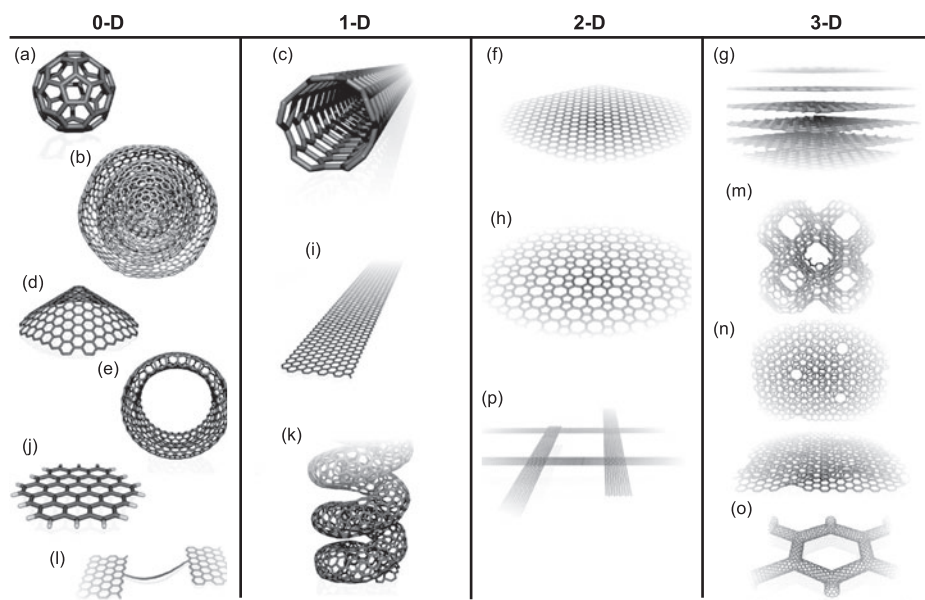 0-D 1-D 2-D 3-D
(a) (c) (f) (g)
(b)
(m)
(h)
(i)
(d)
(n)
(e)
(p)
(j) (k)
(o)
(l)